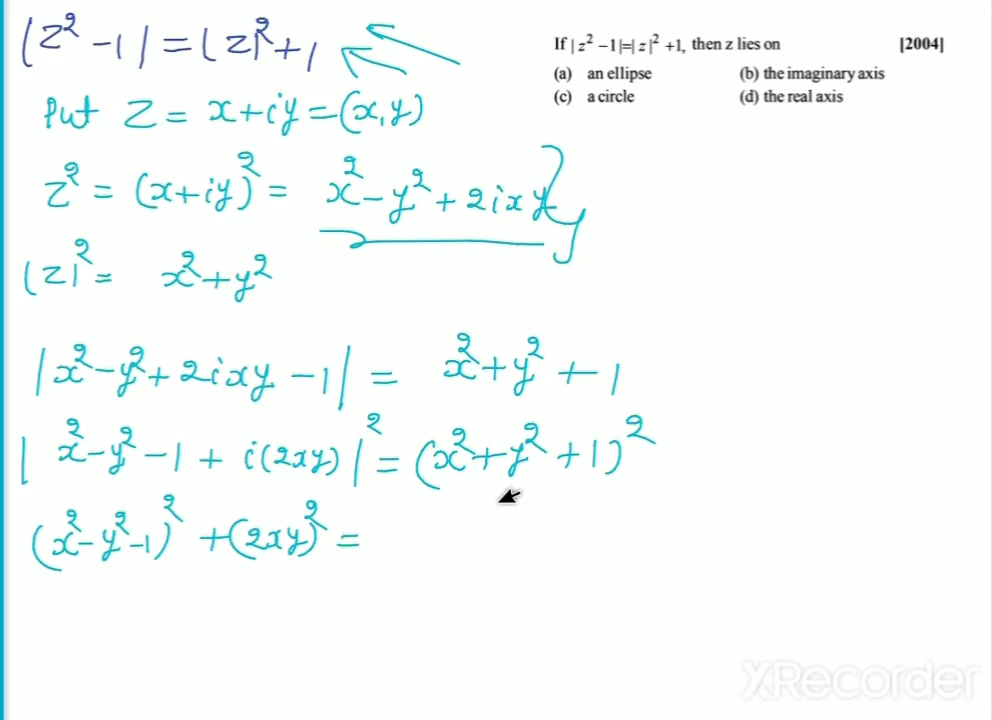 |z² -1| = |z|² + 1
If | z² –1|=| z|² +1, then z lies on [2004]
(a) an ellipse (b) the imaginary axis
(c) a circle (d) the real axis
Put z = x+iy = (x,y)
z² = (x+iy)² = x² - y² + 2ixy
|z|² = x² + y²
|x² - y² + 2ixy - 1| = x² + y² + 1
|x² - y² - 1 + i(2xy)|² = (x² + y² + 1)²
(x² - y² - 1)² + (2xy)² =
XRecorder